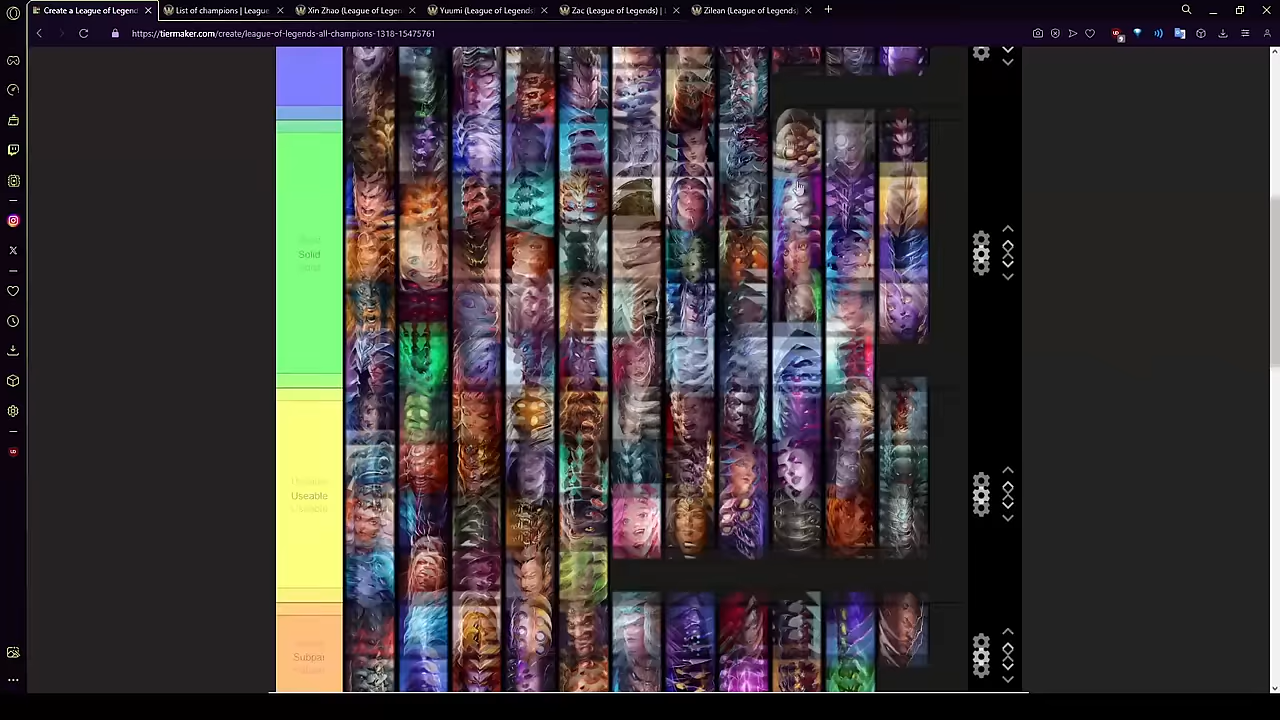 Create a League of Legends
List of champions | League
Xin Zhao (League of Legen
Yuumi (League of Legends)
Zac (League of Legends) |
Zilean (League of Legends)
https://tiermaker.com/create/league-of-legends-all-champions-1318-15475761
Solid
Useable
Subpar